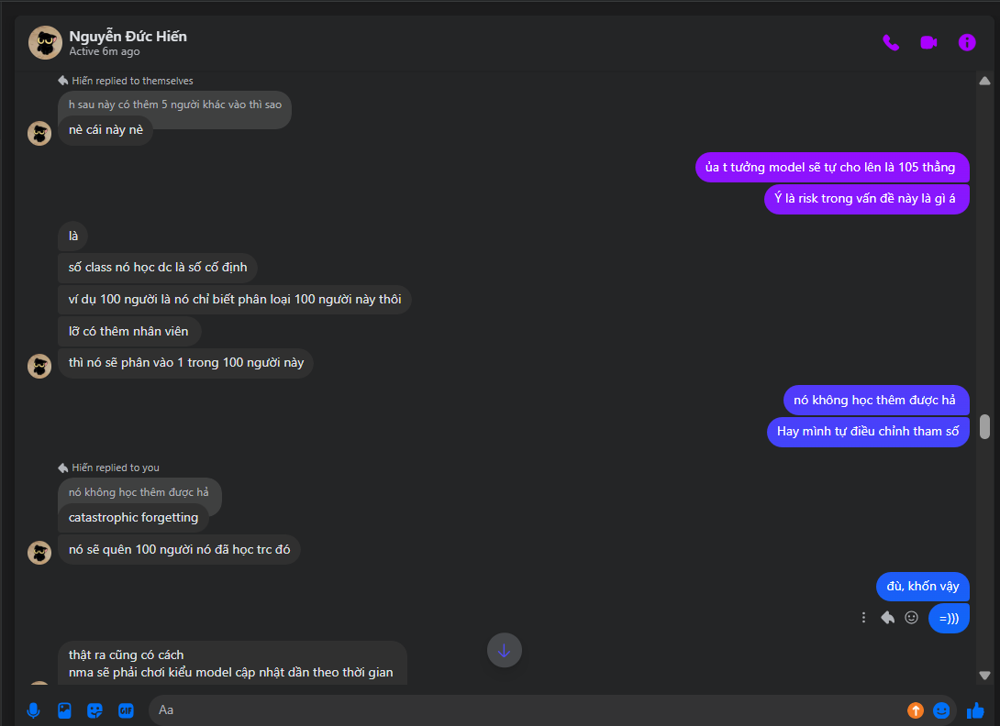 Nguyễn Đức Hiến
Active 6m ago
Hiến replied to themselves
h sau này có thêm 5 người khác vào thì sao
nè cái này nè
ủa t tưởng model sẽ tự cho lên là 105 thằng
Ý là risk trong vấn đề này là gì á
là
số class nó học dc là số cố định
ví dụ 100 người là nó chỉ biết phân loại 100 người này thôi
lỡ có thêm nhân viên
thì nó sẽ phân vào 1 trong 100 người này
nó không học thêm được hả
Hay mình tự điều chỉnh tham số
Hiến replied to you
nó không học thêm được hả
catastrophic forgetting
nó sẽ quên 100 người nó đã học trc đó
đù, khốn vậy
=)))
thật ra cũng có cách
nma sẽ phải chơi kiểu model cập nhật dần theo thời gian
GIF
Aa